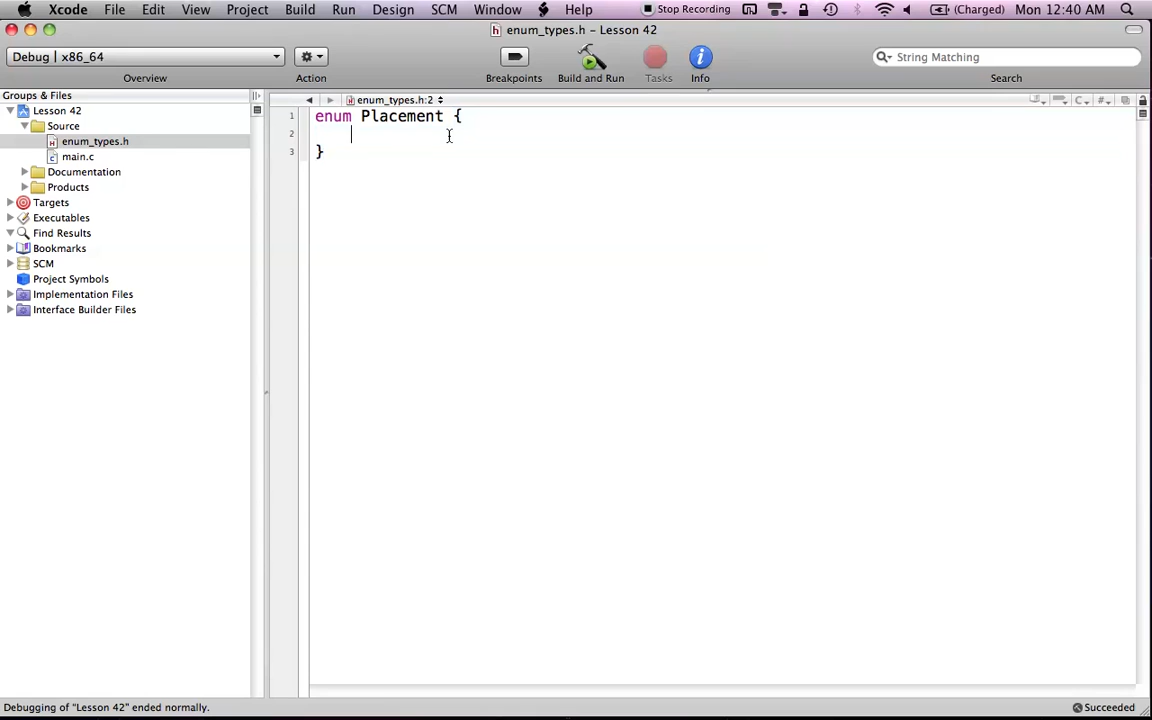 Xcode File Edit View Project Build Run Design SCM Window Help Stop Recording (Charged) Mon 12:40 AM
enum_types.h – Lesson 42
Debug | x86_64
String Matching
Overview Action Breakpoints Build and Run Tasks Info Search
Groups & Files
enum_types.h:2
Lesson 42
Source
enum_types.h
main.c
Documentation
Products
Targets
Executables
Find Results
Bookmarks
SCM
Project Symbols
Implementation Files
Interface Builder Files
1 enum Placement {
2
3 }
Debugging of "Lesson 42" ended normally.
Succeeded